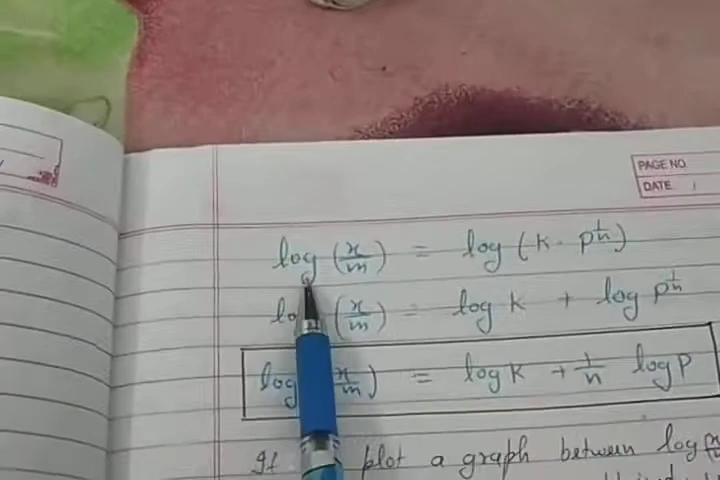 PAGE NO.
DATE
log (x/m) = log (k · p^1/n)
log (x/m) = log k + log p^1/n
log (x/m) = log k + 1/n log p
If plot a graph between log